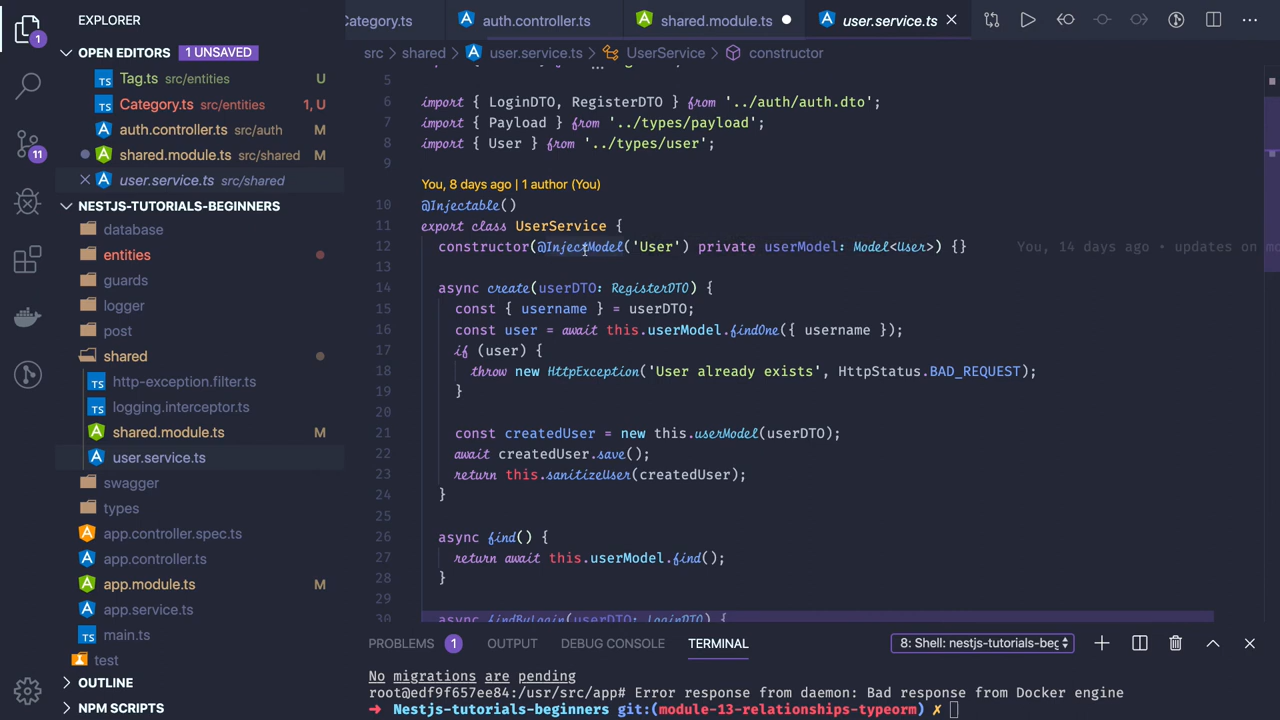 EXPLORER
OPEN EDITORS 1 UNSAVED
Tag.ts src/entities U
Category.ts src/entities 1, U
auth.controller.ts src/auth M
shared.module.ts src/shared M
user.service.ts src/shared
NESTJS-TUTORIALS-BEGINNERS
database
entities
guards
logger
post
shared
http-exception.filter.ts
logging.interceptor.ts
shared.module.ts M
user.service.ts
swagger
types
app.controller.spec.ts
app.controller.ts
app.module.ts M
app.service.ts
main.ts
test
OUTLINE
NPM SCRIPTS
1
11
Category.ts auth.controller.ts shared.module.ts user.service.ts
src > shared > user.service.ts > UserService > constructor
5
6 import { LoginDTO, RegisterDTO } from '../auth/auth.dto';
7 import { Payload } from '../types/payload';
8 import { User } from '../types/user';
9
You, 8 days ago | 1 author (You)
10 @Injectable()
11 export class UserService {
12 constructor(@InjectModel('User') private userModel: Model<User>) {} You, 14 days ago • updates on mo
13
14 async create(userDTO: RegisterDTO) {
15 const { username } = userDTO;
16 const user = await this.userModel.findOne({ username });
17 if (user) {
18 throw new HttpException('User already exists', HttpStatus.BAD_REQUEST);
19 }
20
21 const createdUser = new this.userModel(userDTO);
22 await createdUser.save();
23 return this.sanitizeUser(createdUser);
24 }
25
26 async find() {
27 return await this.userModel.find();
28 }
29
30 async findByLogin(userDTO: LoginDTO) {
PROBLEMS 1 OUTPUT DEBUG CONSOLE TERMINAL 8: Shell: nestjs-tutorials-beg
No migrations are pending
root@edf9f657ee84:/usr/src/app# Error response from daemon: Bad response from Docker engine
➜ Nestjs-tutorials-beginners git:(module-13-relationships-typeorm) ✗